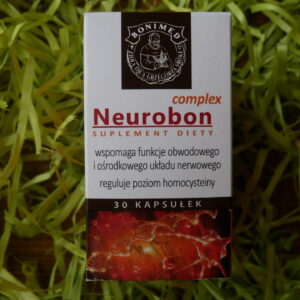 BONIMED
complex
Neurobon
SUPLEMENT DIETY
wspomaga funkcje obwodowego
i ośrodkowego układu nerwowego
reguluje poziom homocysteiny
30 KAPSUŁEK